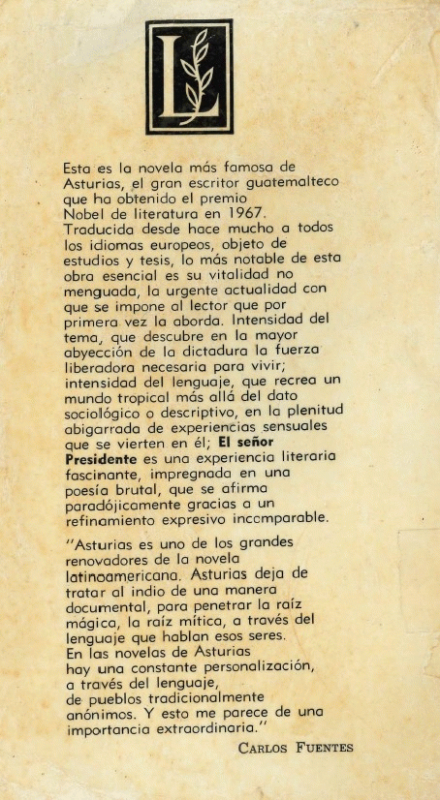 L
Esta es la novela más famosa de
Asturias, el gran escritor guatemalteco
que ha obtenido el premio
Nobel de literatura en 1967.
Traducida desde hace mucho a todos
los idiomas europeos, objeto de
estudios y tesis, lo más notable de esta
obra esencial es su vitalidad no
menguada, la urgente actualidad con
que se impone al lector que por
primera vez la aborda. Intensidad del
tema, que descubre en la mayor
abyección de la dictadura la fuerza
liberadora necesaria para vivir;
intensidad del lenguaje, que recrea un
mundo tropical más allá del dato
sociológico o descriptivo, en la plenitud
abigarrada de experiencias sensuales
que se vierten en él; El señor
Presidente es una experiencia literaria
fascinante, impregnada en una
poesía brutal, que se afirma
paradójicamente gracias a un
refinamiento expresivo incomparable.
"Asturias es uno de los grandes
renovadores de la novela
latinoamericana. Asturias deja de
tratar al indio de una manera
documental, para penetrar la raíz
mágica, la raíz mítica, a través del
lenguaje que hablan esos seres.
En las novelas de Asturias
hay una constante personalización,
a través del lenguaje,
de pueblos tradicionalmente
anónimos. Y esto me parece de una
importancia extraordinaria."
CARLOS FUENTES